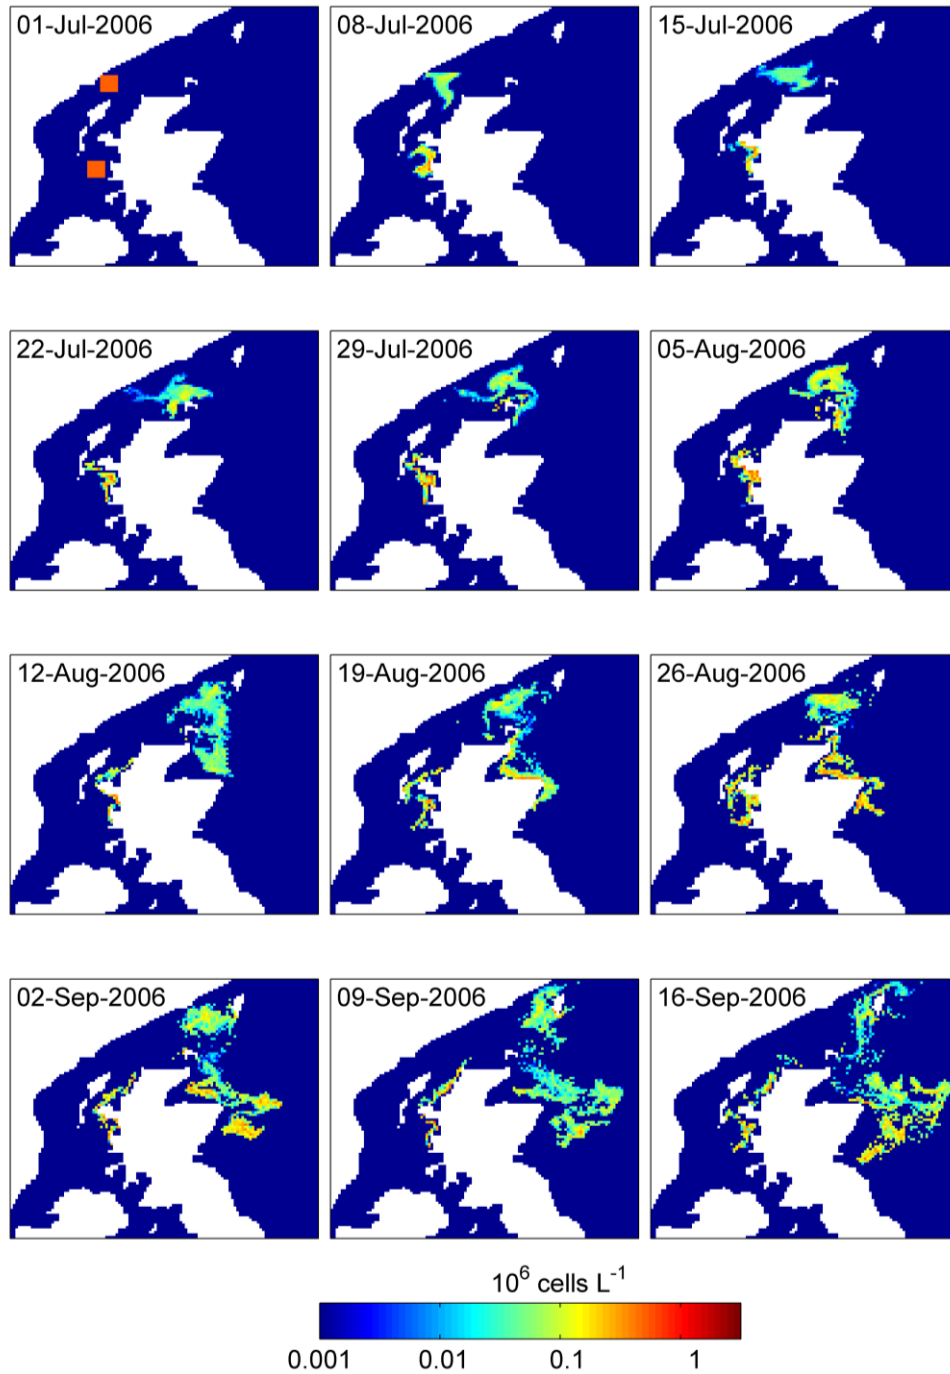 01-Jul-2006 08-Jul-2006 15-Jul-2006
22-Jul-2006 29-Jul-2006 05-Aug-2006
12-Aug-2006 19-Aug-2006 26-Aug-2006
02-Sep-2006 09-Sep-2006 16-Sep-2006
10⁶ cells L⁻¹
0.001 0.01 0.1 1